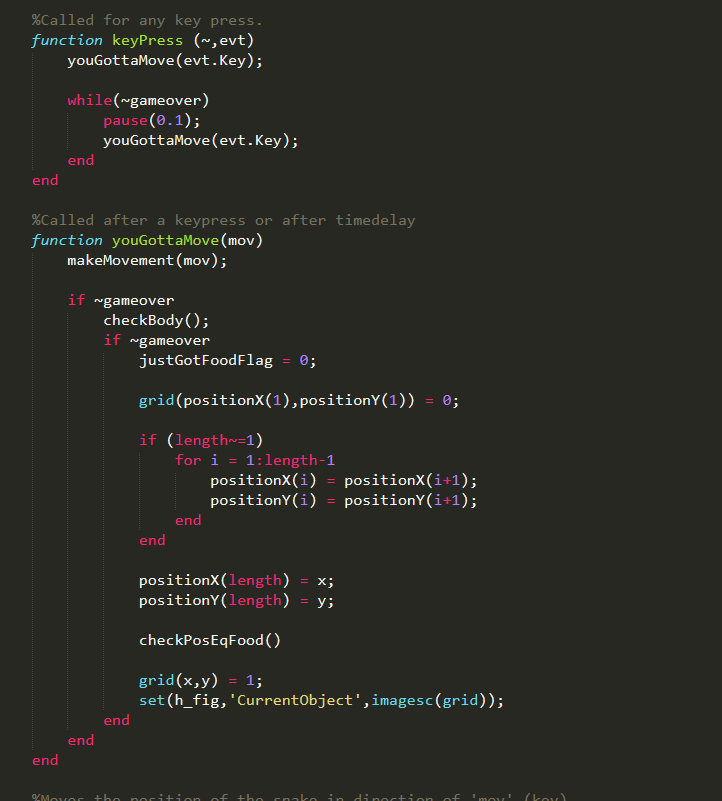 %Called for any key press.
function keyPress (~,evt)
youGottaMove(evt.Key);
while(~gameover)
pause(0.1);
youGottaMove(evt.Key);
end
end
%Called after a keypress or after timedelay
function youGottaMove(mov)
makeMovement(mov);
if ~gameover
checkBody();
if ~gameover
justGotFoodFlag = 0;
grid(positionX(1),positionY(1)) = 0;
if (length~=1)
for i = 1:length-1
positionX(i) = positionX(i+1);
positionY(i) = positionY(i+1);
end
end
positionX(length) = x;
positionY(length) = y;
checkPosEqFood()
grid(x,y) = 1;
set(h_fig,'CurrentObject',imagesc(grid));
end
end
end
%Moves the position of the snake in direction of 'mov' (key)